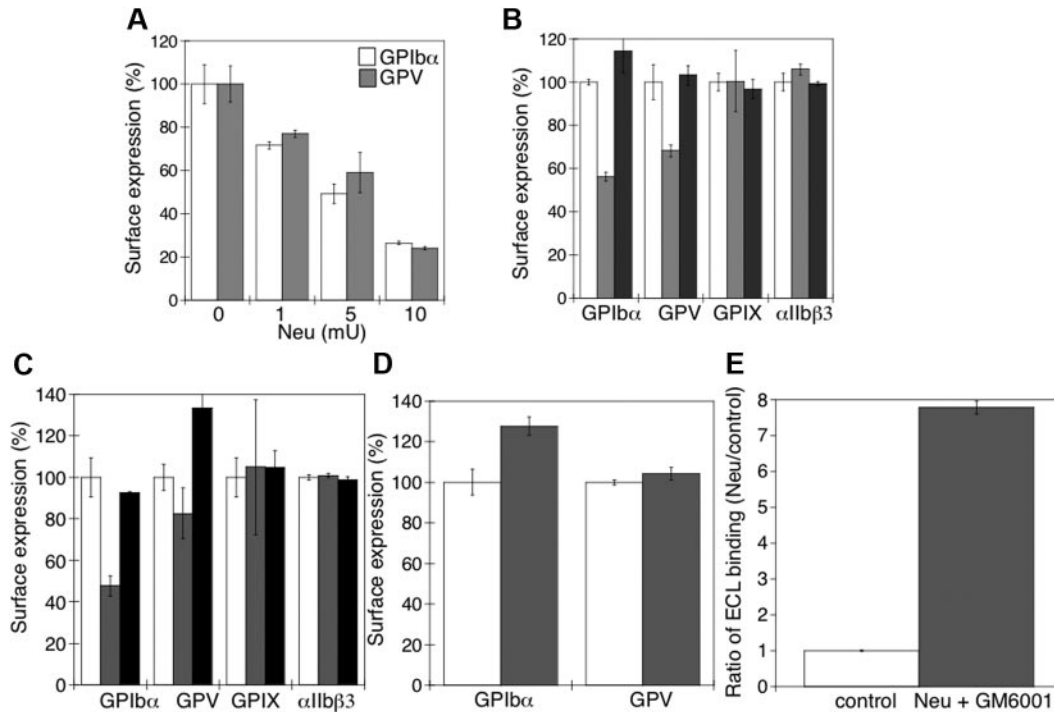 A
Surface expression (%)
120
100
80
60
40
20
0
GPIbα
GPV
0 1 5 10
Neu (mU)
B
Surface expression (%)
120
100
80
60
40
20
0
GPIbα GPV GPIX αIIbβ3
C
Surface expression (%)
140
120
100
80
60
40
20
0
GPIbα GPV GPIX αIIbβ3
D
Surface expression (%)
140
120
100
80
60
40
20
0
GPIbα GPV
E
Ratio of ECL binding (Neu/control)
8
7
6
5
4
3
2
1
0
control Neu + GM6001